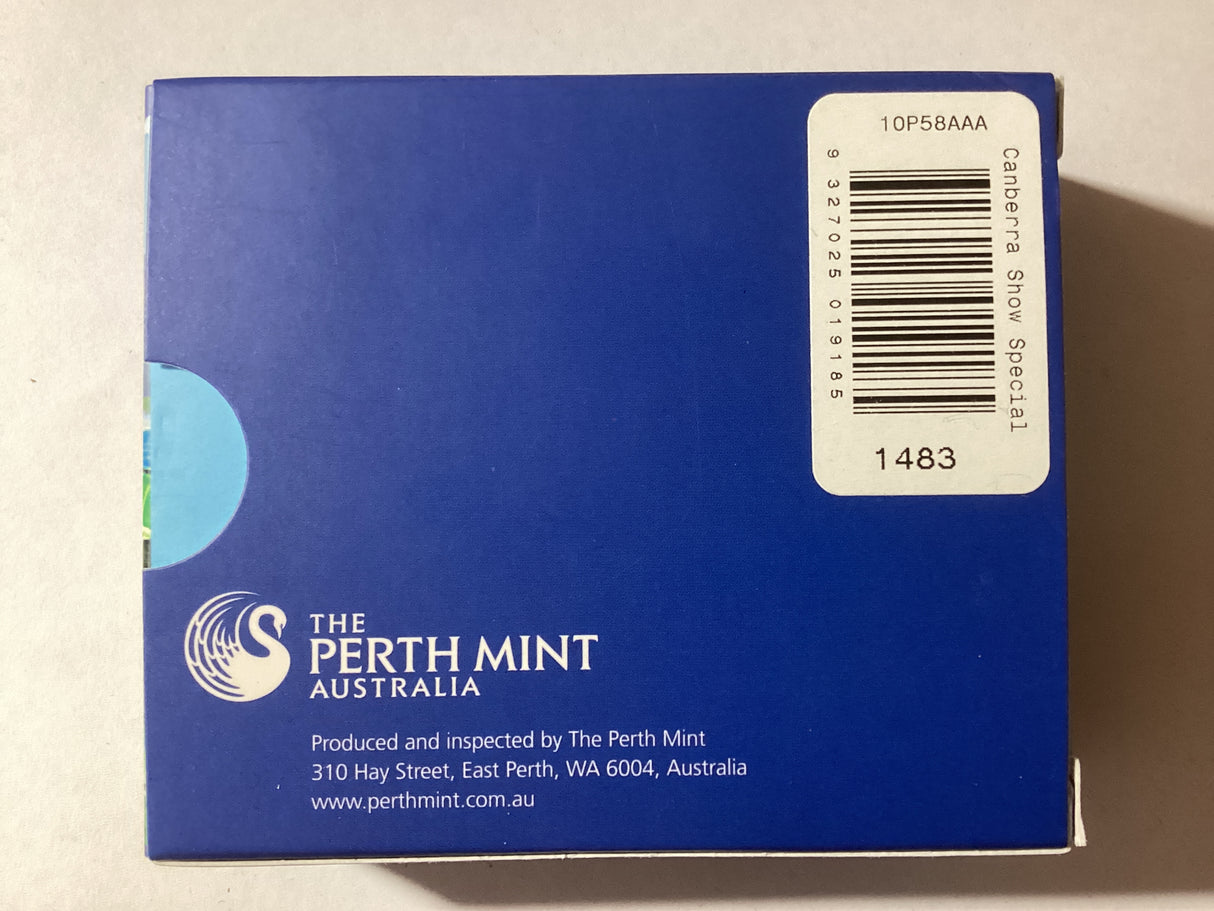 10P58AAA
Canberra Show Special
9 327025 019185
1483
THE
PERTH MINT
AUSTRALIA
Produced and inspected by The Perth Mint
310 Hay Street, East Perth, WA 6004, Australia
www.perthmint.com.au